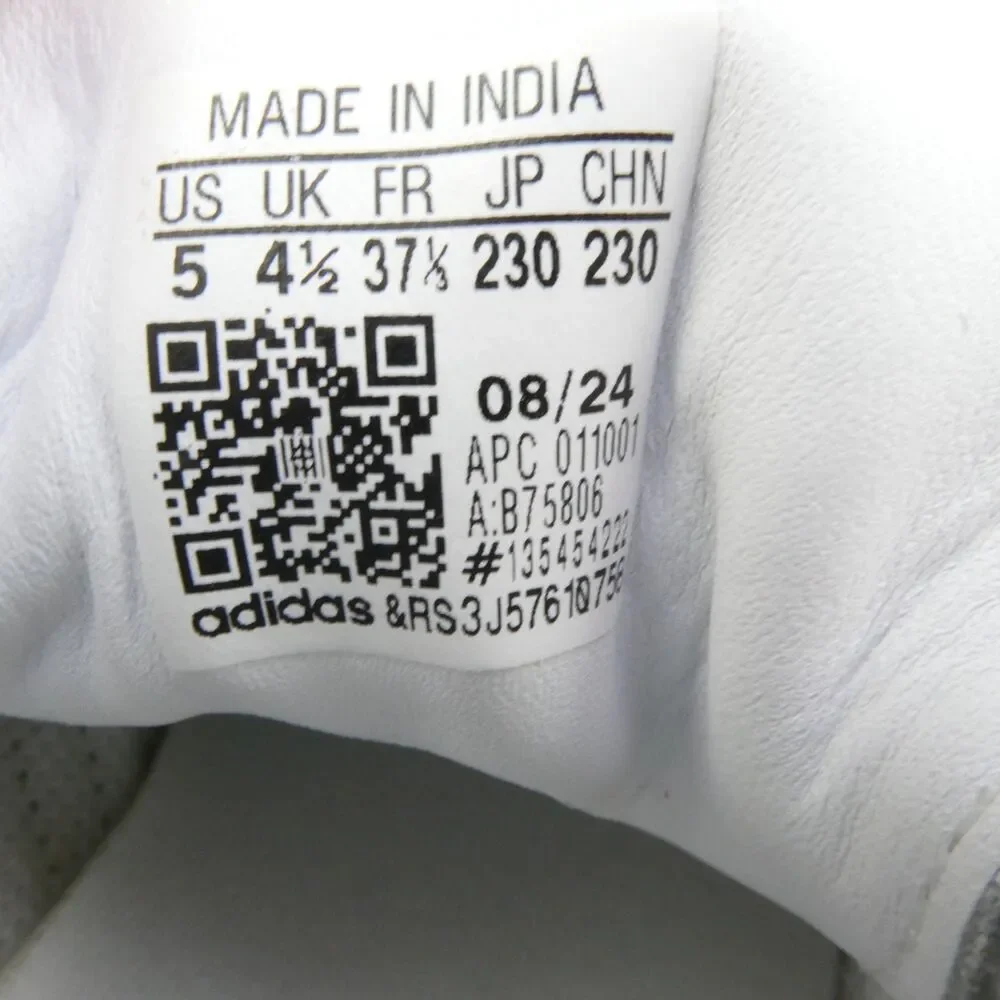 MADE IN INDIA
US UK FR JP CHN
5 4½ 37⅓ 230 230
08/24
APC 011001
A:B75806
#135454222
adidas &RS3J57610756